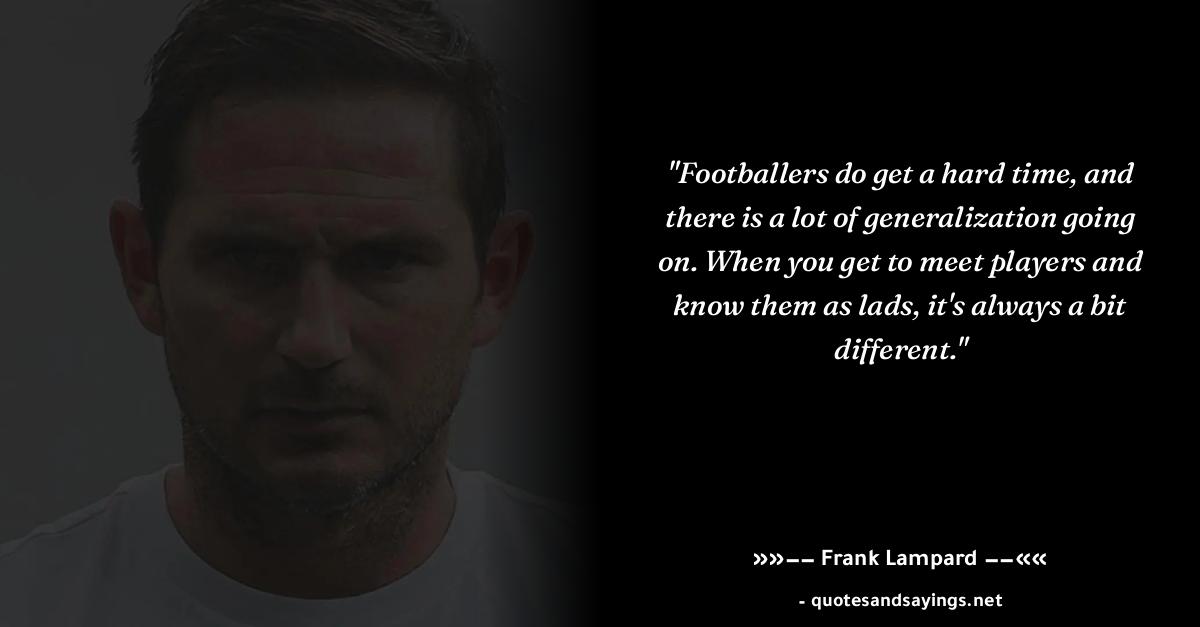 "Footballers do get a hard time, and
there is a lot of generalization going
on. When you get to meet players and
know them as lads, it's always a bit
different."
»»−− Frank Lampard −−««
- quotesandsayings.net